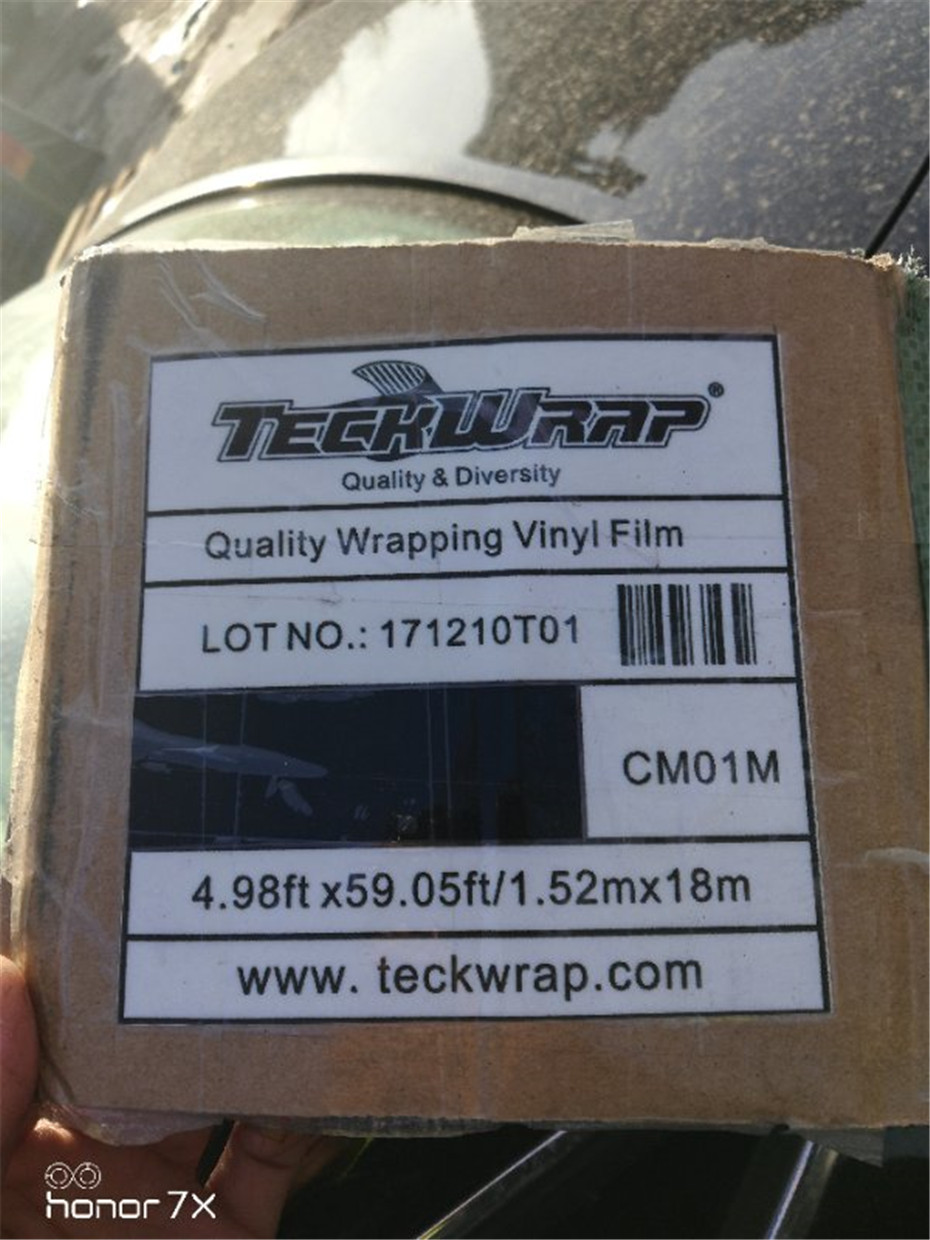 TECKWRAP®
Quality & Diversity
Quality Wrapping Vinyl Film
LOT NO.: 171210T01
CM01M
4.98ft x59.05ft/1.52mx18m
www. teckwrap.com
honor 7X